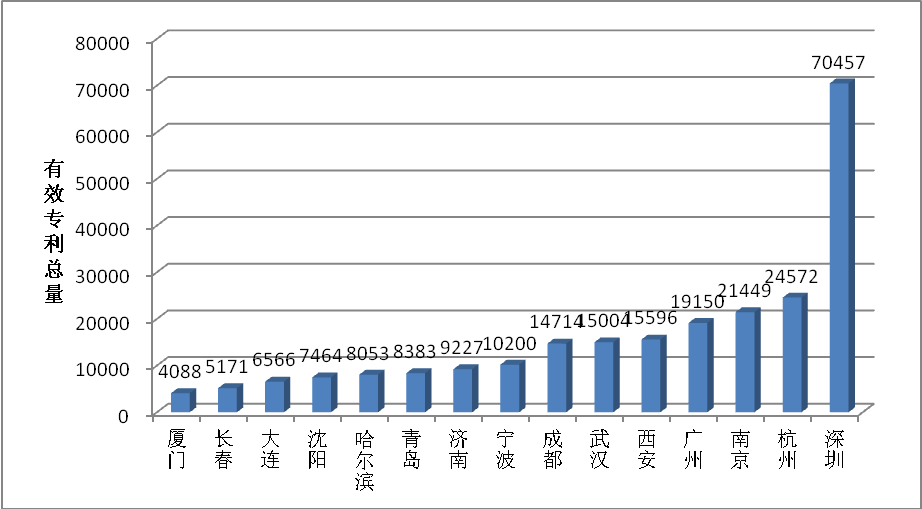 80000
70000
60000
50000
40000
30000
20000
10000
0
有效专利总量
4088
5171
6566
7464
8053
8383
9227
10200
14714
15004
15596
19150
21449
24572
70457
厦门
长春
大连
沈阳
哈尔滨
青岛
济南
宁波
成都
武汉
西安
广州
南京
杭州
深圳